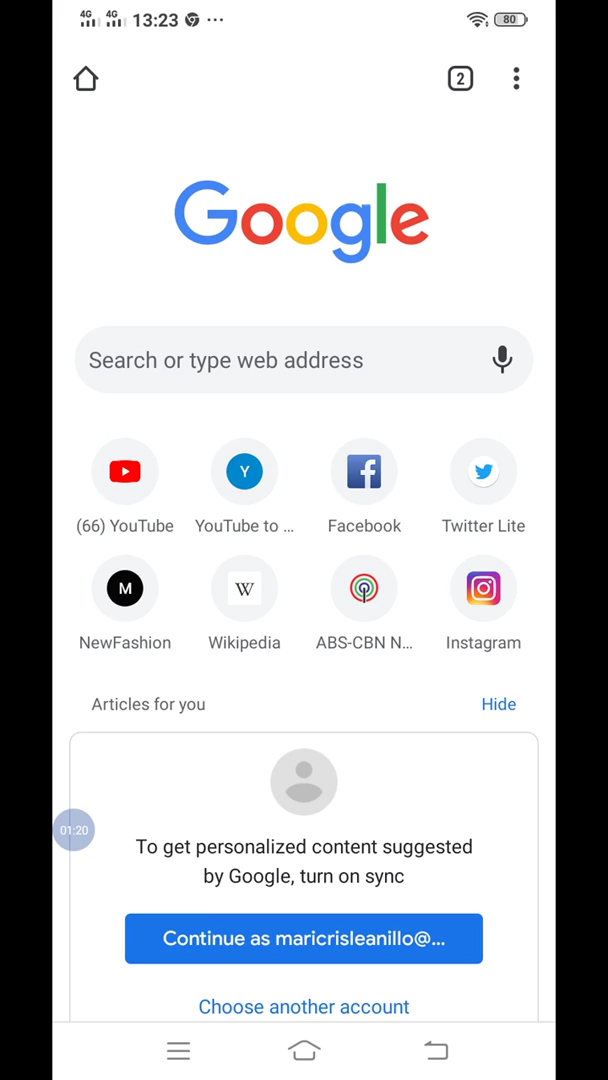 4G 4G 13:23 ... 80
2
Google
Search or type web address
Y
(66) YouTube YouTube to ... Facebook Twitter Lite
M W
NewFashion Wikipedia ABS-CBN N... Instagram
Articles for you Hide
01:20
To get personalized content suggested
by Google, turn on sync
Continue as maricrisleanillo@...
Choose another account